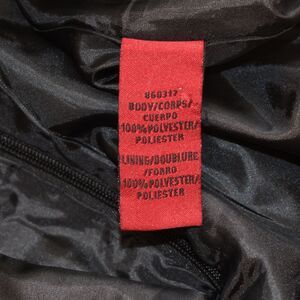 860317
BODY/CORPS/
CUERPO
100%POLYESTER/
POLIESTER
LINING/DOUBLURE
/FORRO
100%POLYESTER/
POLIESTER